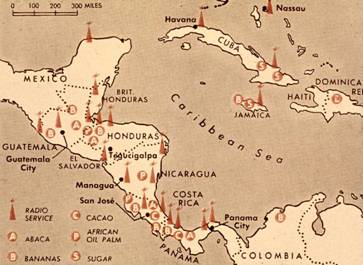 0 100 200 300 MILES
Nassau
Havana
CUBA
S
S
MEXICO
BRIT.
HONDURAS
DOMINICA
RE
HAITI
C
B S
JAMAICA
Caribbean Sea
B
B
A
A
P
B
HONDURAS
GUATEMALA
Guatemala
City
EL
SALVADOR
Tegucigalpa
NICARAGUA
P
Managua
San José
COSTA
RICA
Panama
City
B
PANAMA
COLOMBIA
RADIO
SERVICE
C CACAO
A ABACA
P AFRICAN
OIL PALM
B BANANAS
S SUGAR